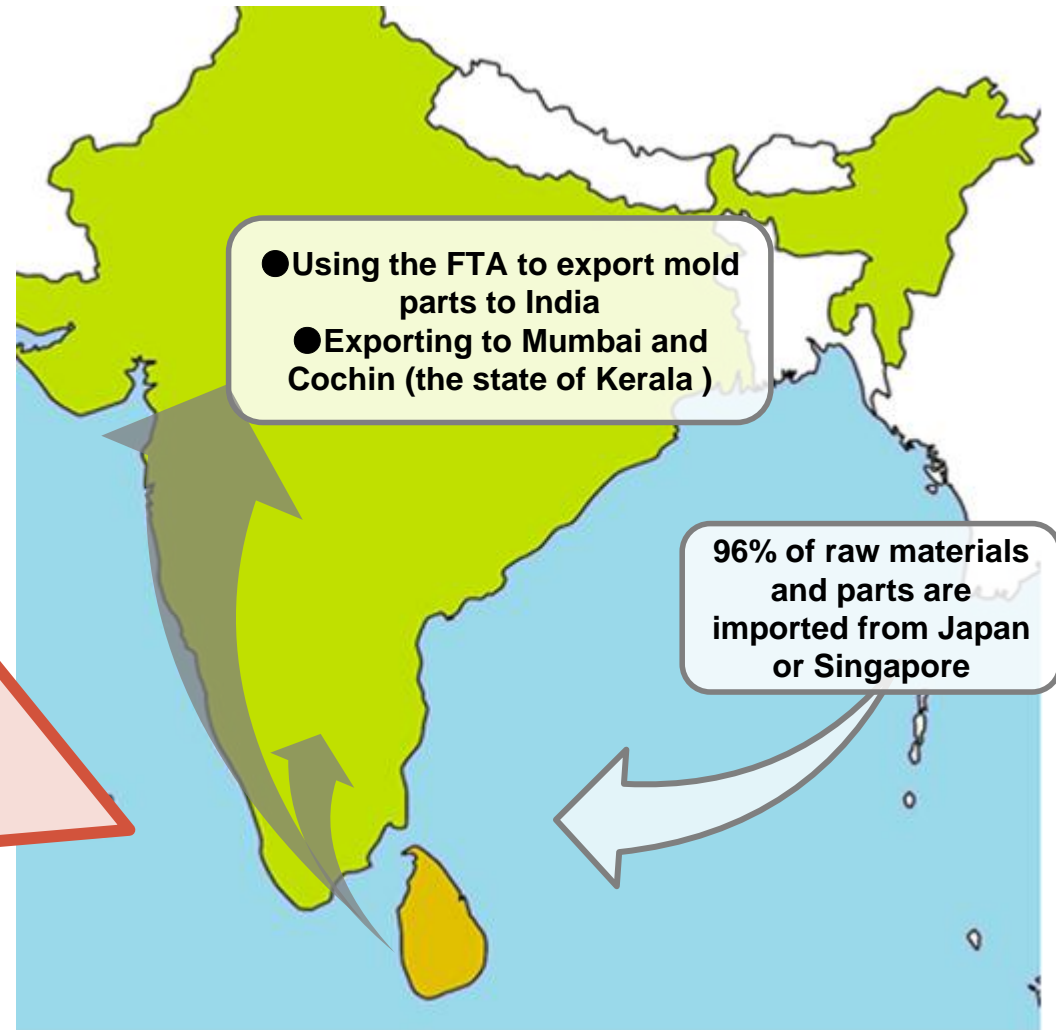 ●Using the FTA to export mold
parts to India
●Exporting to Mumbai and
Cochin (the state of Kerala )
96% of raw materials
and parts are
imported from Japan
or Singapore